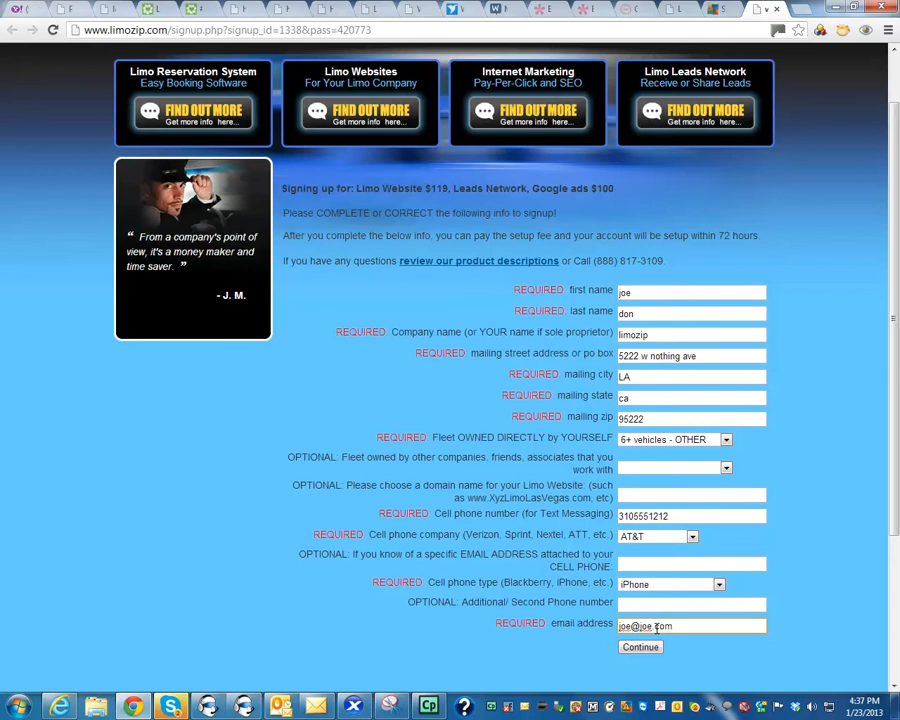 www.limozip.com/signup.php?signup_id=1338&pass=420773
Limo Reservation System
Easy Booking Software
FIND OUT MORE
Get more info here...
Limo Websites
For Your Limo Company
FIND OUT MORE
Get more info here...
Internet Marketing
Pay-Per-Click and SEO
FIND OUT MORE
Get more info here...
Limo Leads Network
Receive or Share Leads
FIND OUT MORE
Get more info here...
“ From a company's point of
view, it's a money maker and
time saver. ”
- J. M.
Signing up for: Limo Website $119, Leads Network, Google ads $100
Please COMPLETE or CORRECT the following info to signup!
After you complete the below info, you can pay the setup fee and your account will be setup within 72 hours.
If you have any questions review our product descriptions or Call (888) 817-3109.
REQUIRED: first name joe
REQUIRED: last name don
REQUIRED: Company name (or YOUR name if sole proprietor) limozip
REQUIRED: mailing street address or po box 5222 w nothing ave
REQUIRED: mailing city LA
REQUIRED: mailing state ca
REQUIRED: mailing zip 95222
REQUIRED: Fleet OWNED DIRECTLY by YOURSELF 6+ vehicles - OTHER
OPTIONAL: Fleet owned by other companies, friends, associates that you
work with
OPTIONAL: Please choose a domain name for your Limo Website: (such
as www.XyzLimoLasVegas.com, etc)
REQUIRED: Cell phone number (for Text Messaging) 3105551212
REQUIRED: Cell phone company (Verizon, Sprint, Nextel, ATT, etc.) AT&T
OPTIONAL: If you know of a specific EMAIL ADDRESS attached to your
CELL PHONE:
REQUIRED: Cell phone type (Blackberry, iPhone, etc.) iPhone
OPTIONAL: Additional/ Second Phone number
REQUIRED: email address joe@joe.com
Continue
4:37 PM
1/23/2013